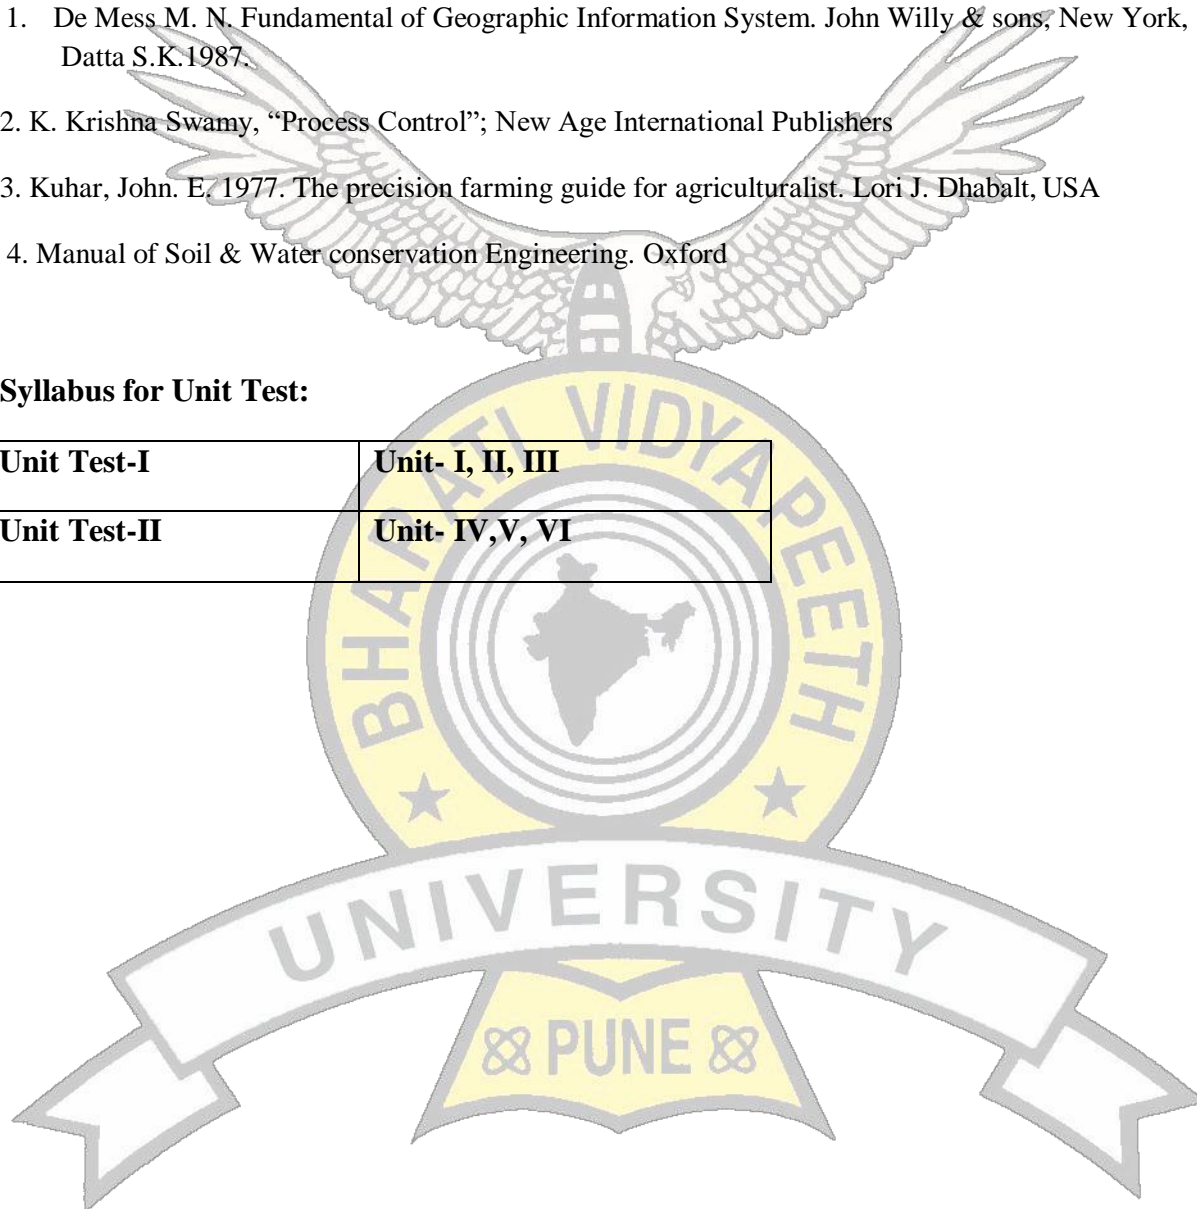 1. De Mess M. N. Fundamental of Geographic Information System. John Willy & sons, New York,
Datta S.K.1987.
2. K. Krishna Swamy, “Process Control”; New Age International Publishers
3. Kuhar, John. E. 1977. The precision farming guide for agriculturalist. Lori J. Dhabalt, USA
4. Manual of Soil & Water conservation Engineering. Oxford
Syllabus for Unit Test:
Unit Test-I Unit- I, II, III
Unit Test-II Unit- IV,V, VI
BHARATI VIDYAPEETH
UNIVERSITY
PUNE